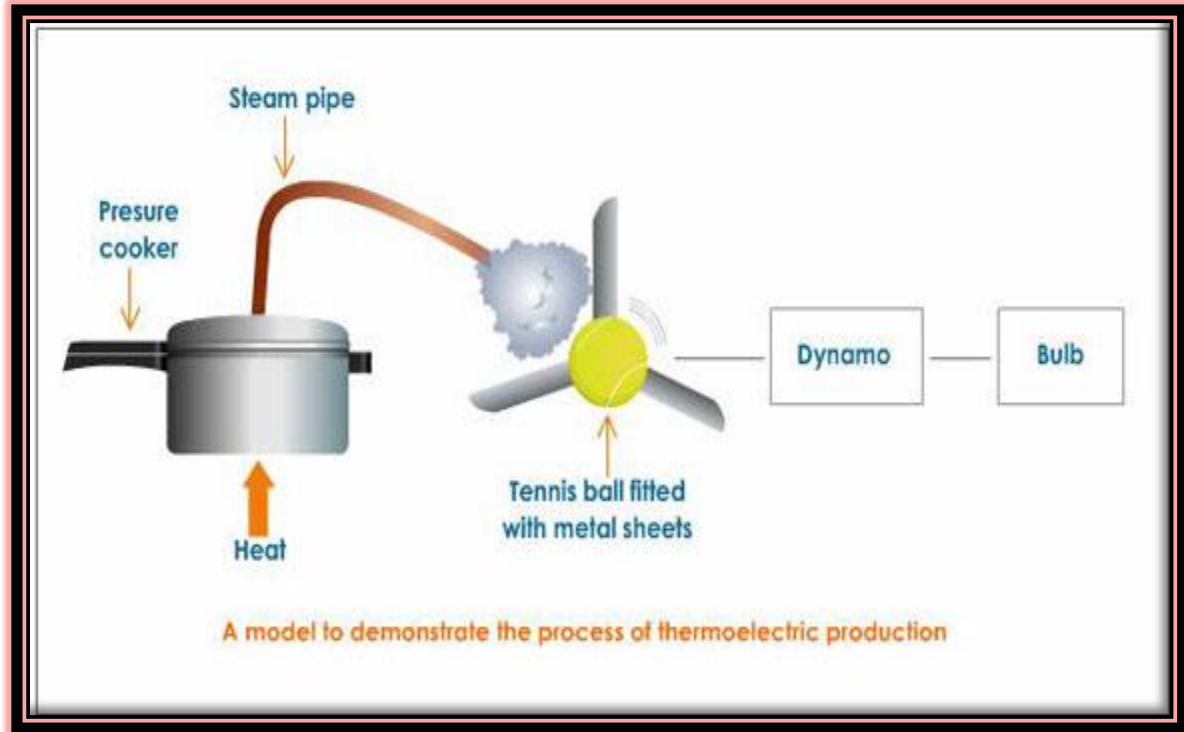 Steam pipe
Presure
cooker
Dynamo
Bulb
Tennis ball fitted
with metal sheets
Heat
A model to demonstrate the process of thermoelectric production